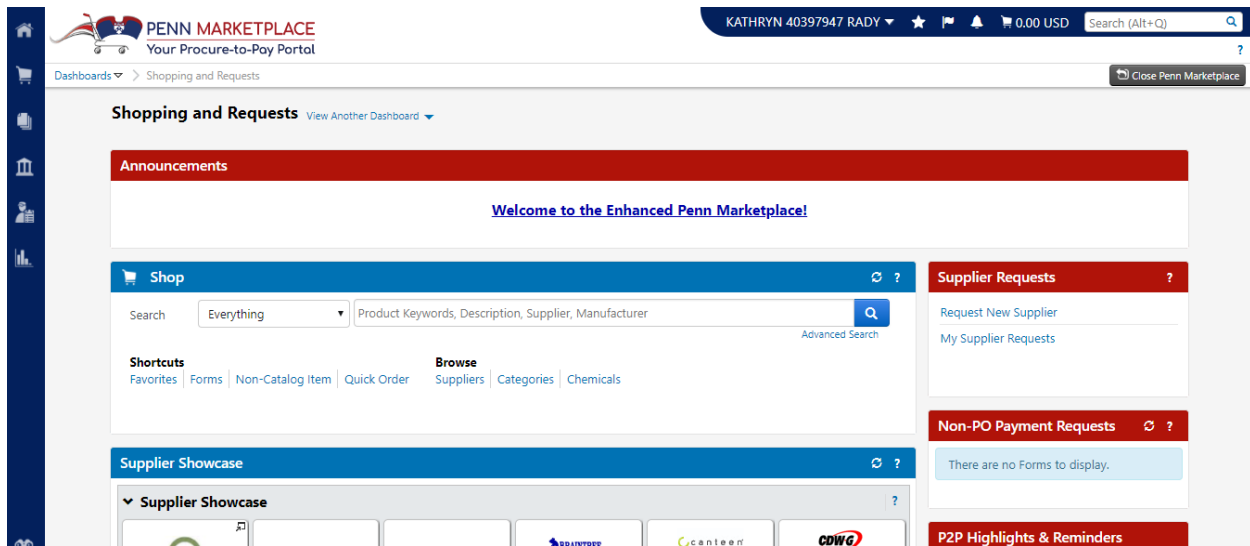 PENN MARKETPLACE
Your Procure-to-Pay Portal
KATHRYN 40397947 RADY
0.00 USD
Search (Alt+Q)
?
Dashboards
Shopping and Requests
Close Penn Marketplace
Shopping and Requests
View Another Dashboard
Announcements
Welcome to the Enhanced Penn Marketplace!
Shop
?
Search
Everything
Product Keywords, Description, Supplier, Manufacturer
Advanced Search
Shortcuts
Favorites
Forms
Non-Catalog Item
Quick Order
Browse
Suppliers
Categories
Chemicals
Supplier Requests
?
Request New Supplier
My Supplier Requests
Non-PO Payment Requests
?
There are no Forms to display.
Supplier Showcase
?
Supplier Showcase
?
BRAINTREE
canteen
CDWG
P2P Highlights & Reminders